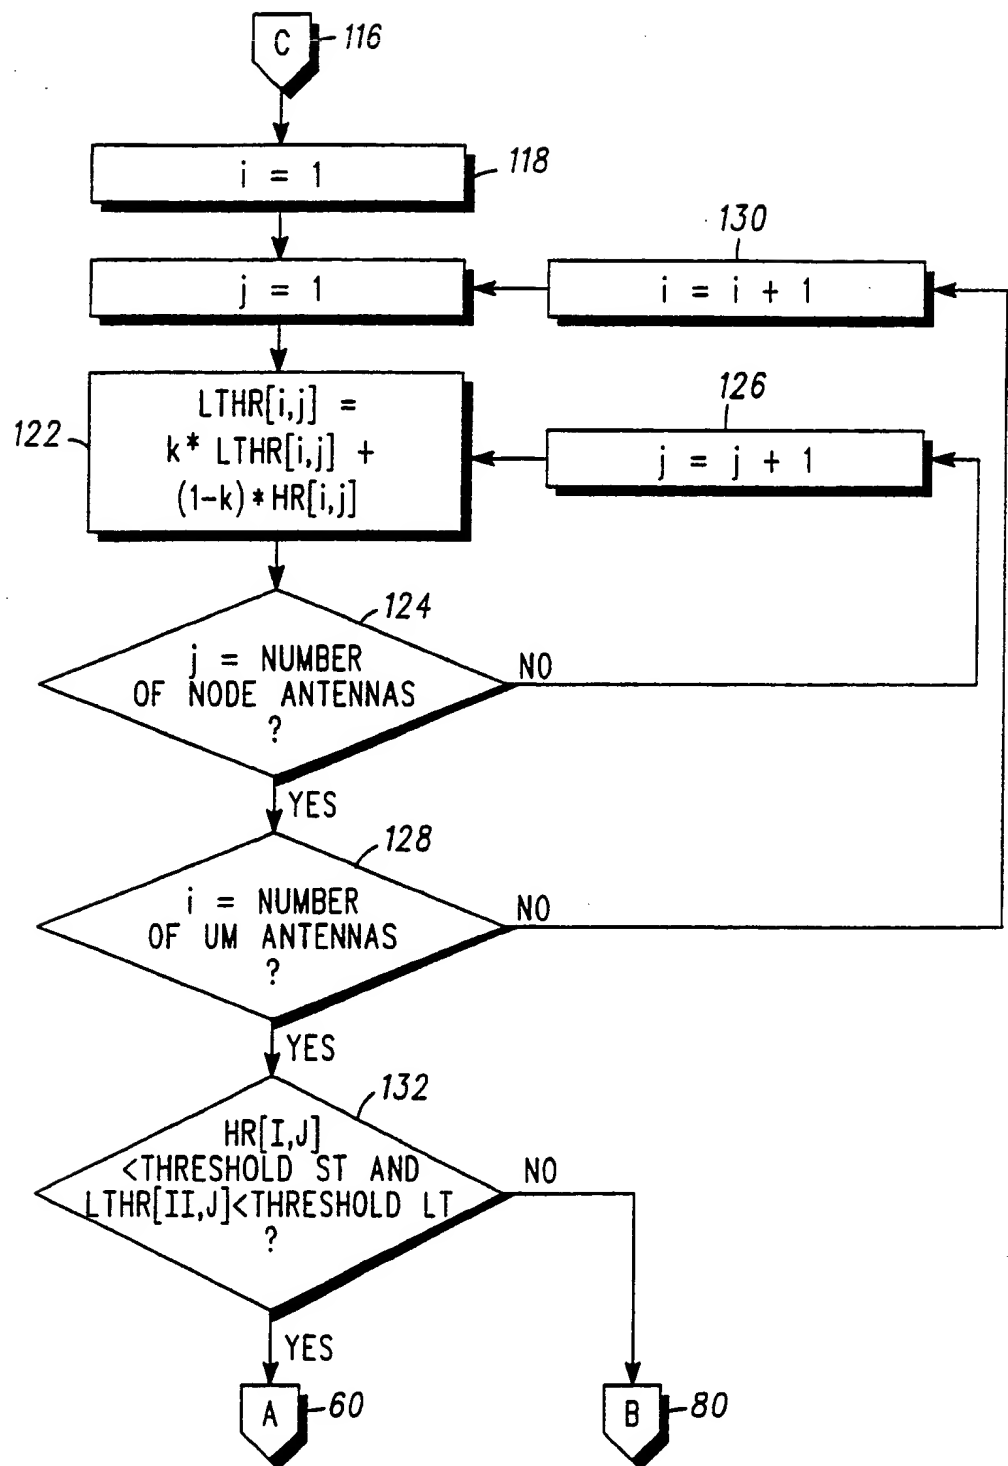 C
116
i = 1
118
130
j = 1
i = i + 1
126
LTHR[i,j] =
k* LTHR[i,j] +
(1-k)*HR[i,j]
122
j = j + 1
124
j = NUMBER
OF NODE ANTENNAS
?
NO
YES
128
i = NUMBER
OF UM ANTENNAS
?
NO
YES
132
HR[I,J]
<THRESHOLD ST AND
LTHR[II,J]<THRESHOLD LT
?
NO
YES
A
60
B
80